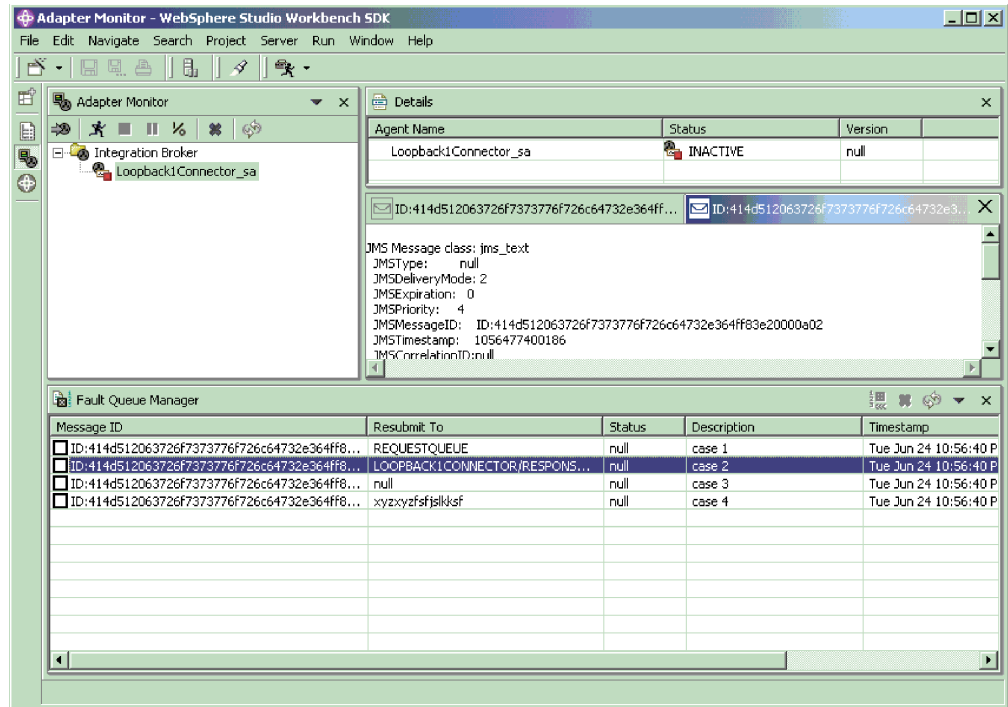 Adapter Monitor - WebSphere Studio Workbench SDK
File Edit Navigate Search Project Server Run Window Help
Adapter Monitor
Integration Broker
Loopback1Connector_sa
Details
Agent Name Status Version
Loopback1Connector_sa INACTIVE null
ID:414d512063726f7373776f726c64732e364ff... ID:414d512063726f7373776f726c64732e3...
JMS Message class: jms_text
JMSType: null
JMSDeliveryMode: 2
JMSExpiration: 0
JMSPriority: 4
JMSMessageID: ID:414d512063726f7373776f726c64732e364ff83e20000a02
JMSTimestamp: 1056477400186
JMSCorrelationID:null
Fault Queue Manager
Message ID Resubmit To Status Description Timestamp
ID:414d512063726f7373776f726c64732e364ff8... REQUESTQUEUE null case 1 Tue Jun 24 10:56:40 P
ID:414d512063726f7373776f726c64732e364ff8... LOOPBACK1CONNECTOR/RESPONS... null case 2 Tue Jun 24 10:56:40 P
ID:414d512063726f7373776f726c64732e364ff8... null null case 3 Tue Jun 24 10:56:40 P
ID:414d512063726f7373776f726c64732e364ff8... xyzxyzfsfjslkksf null case 4 Tue Jun 24 10:56:40 P